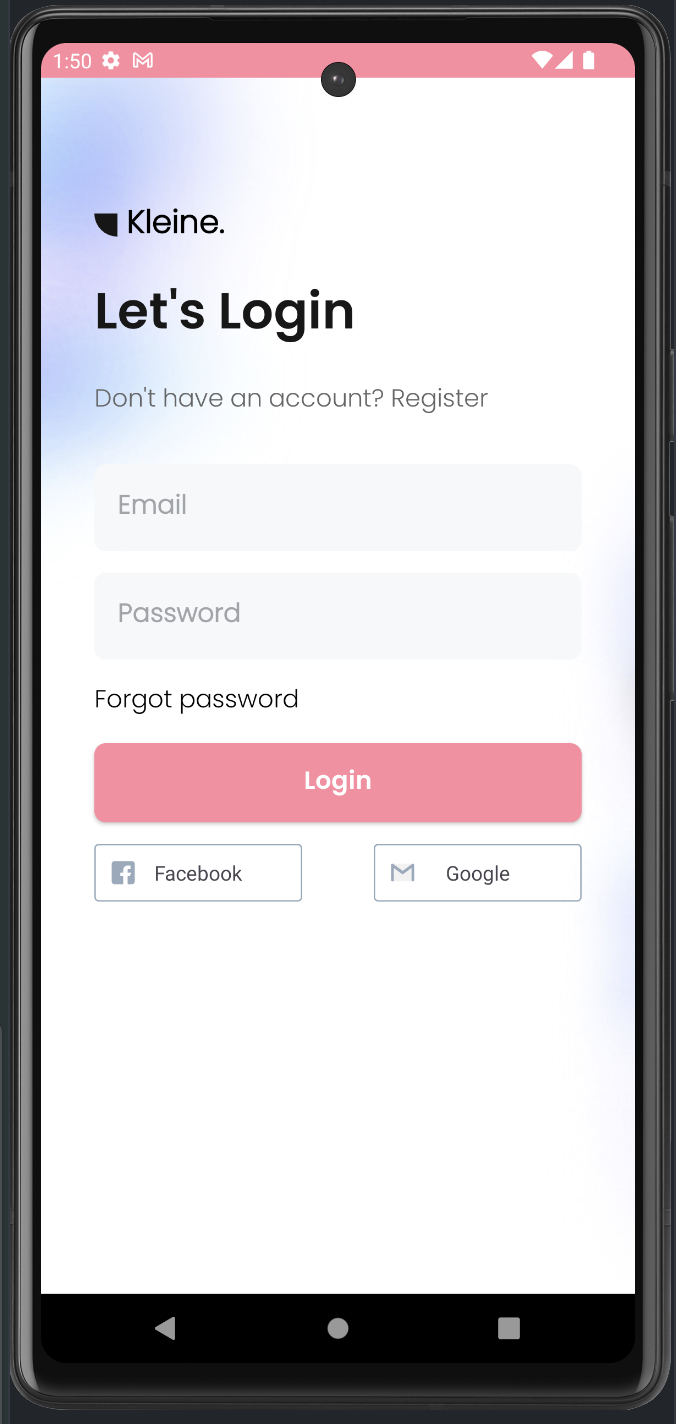 1:50
Kleine.
Let's Login
Don't have an account? Register
Email
Password
Forgot password
Login
Facebook Google